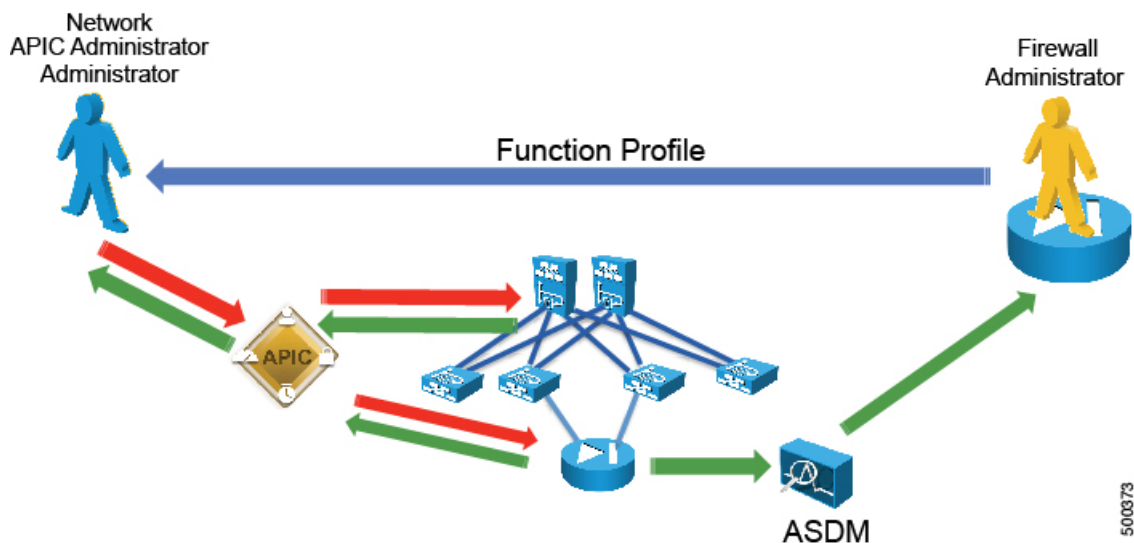 Network
APIC Administrator
Administrator
Firewall
Administrator
Function Profile
APIC
ASDM
500373